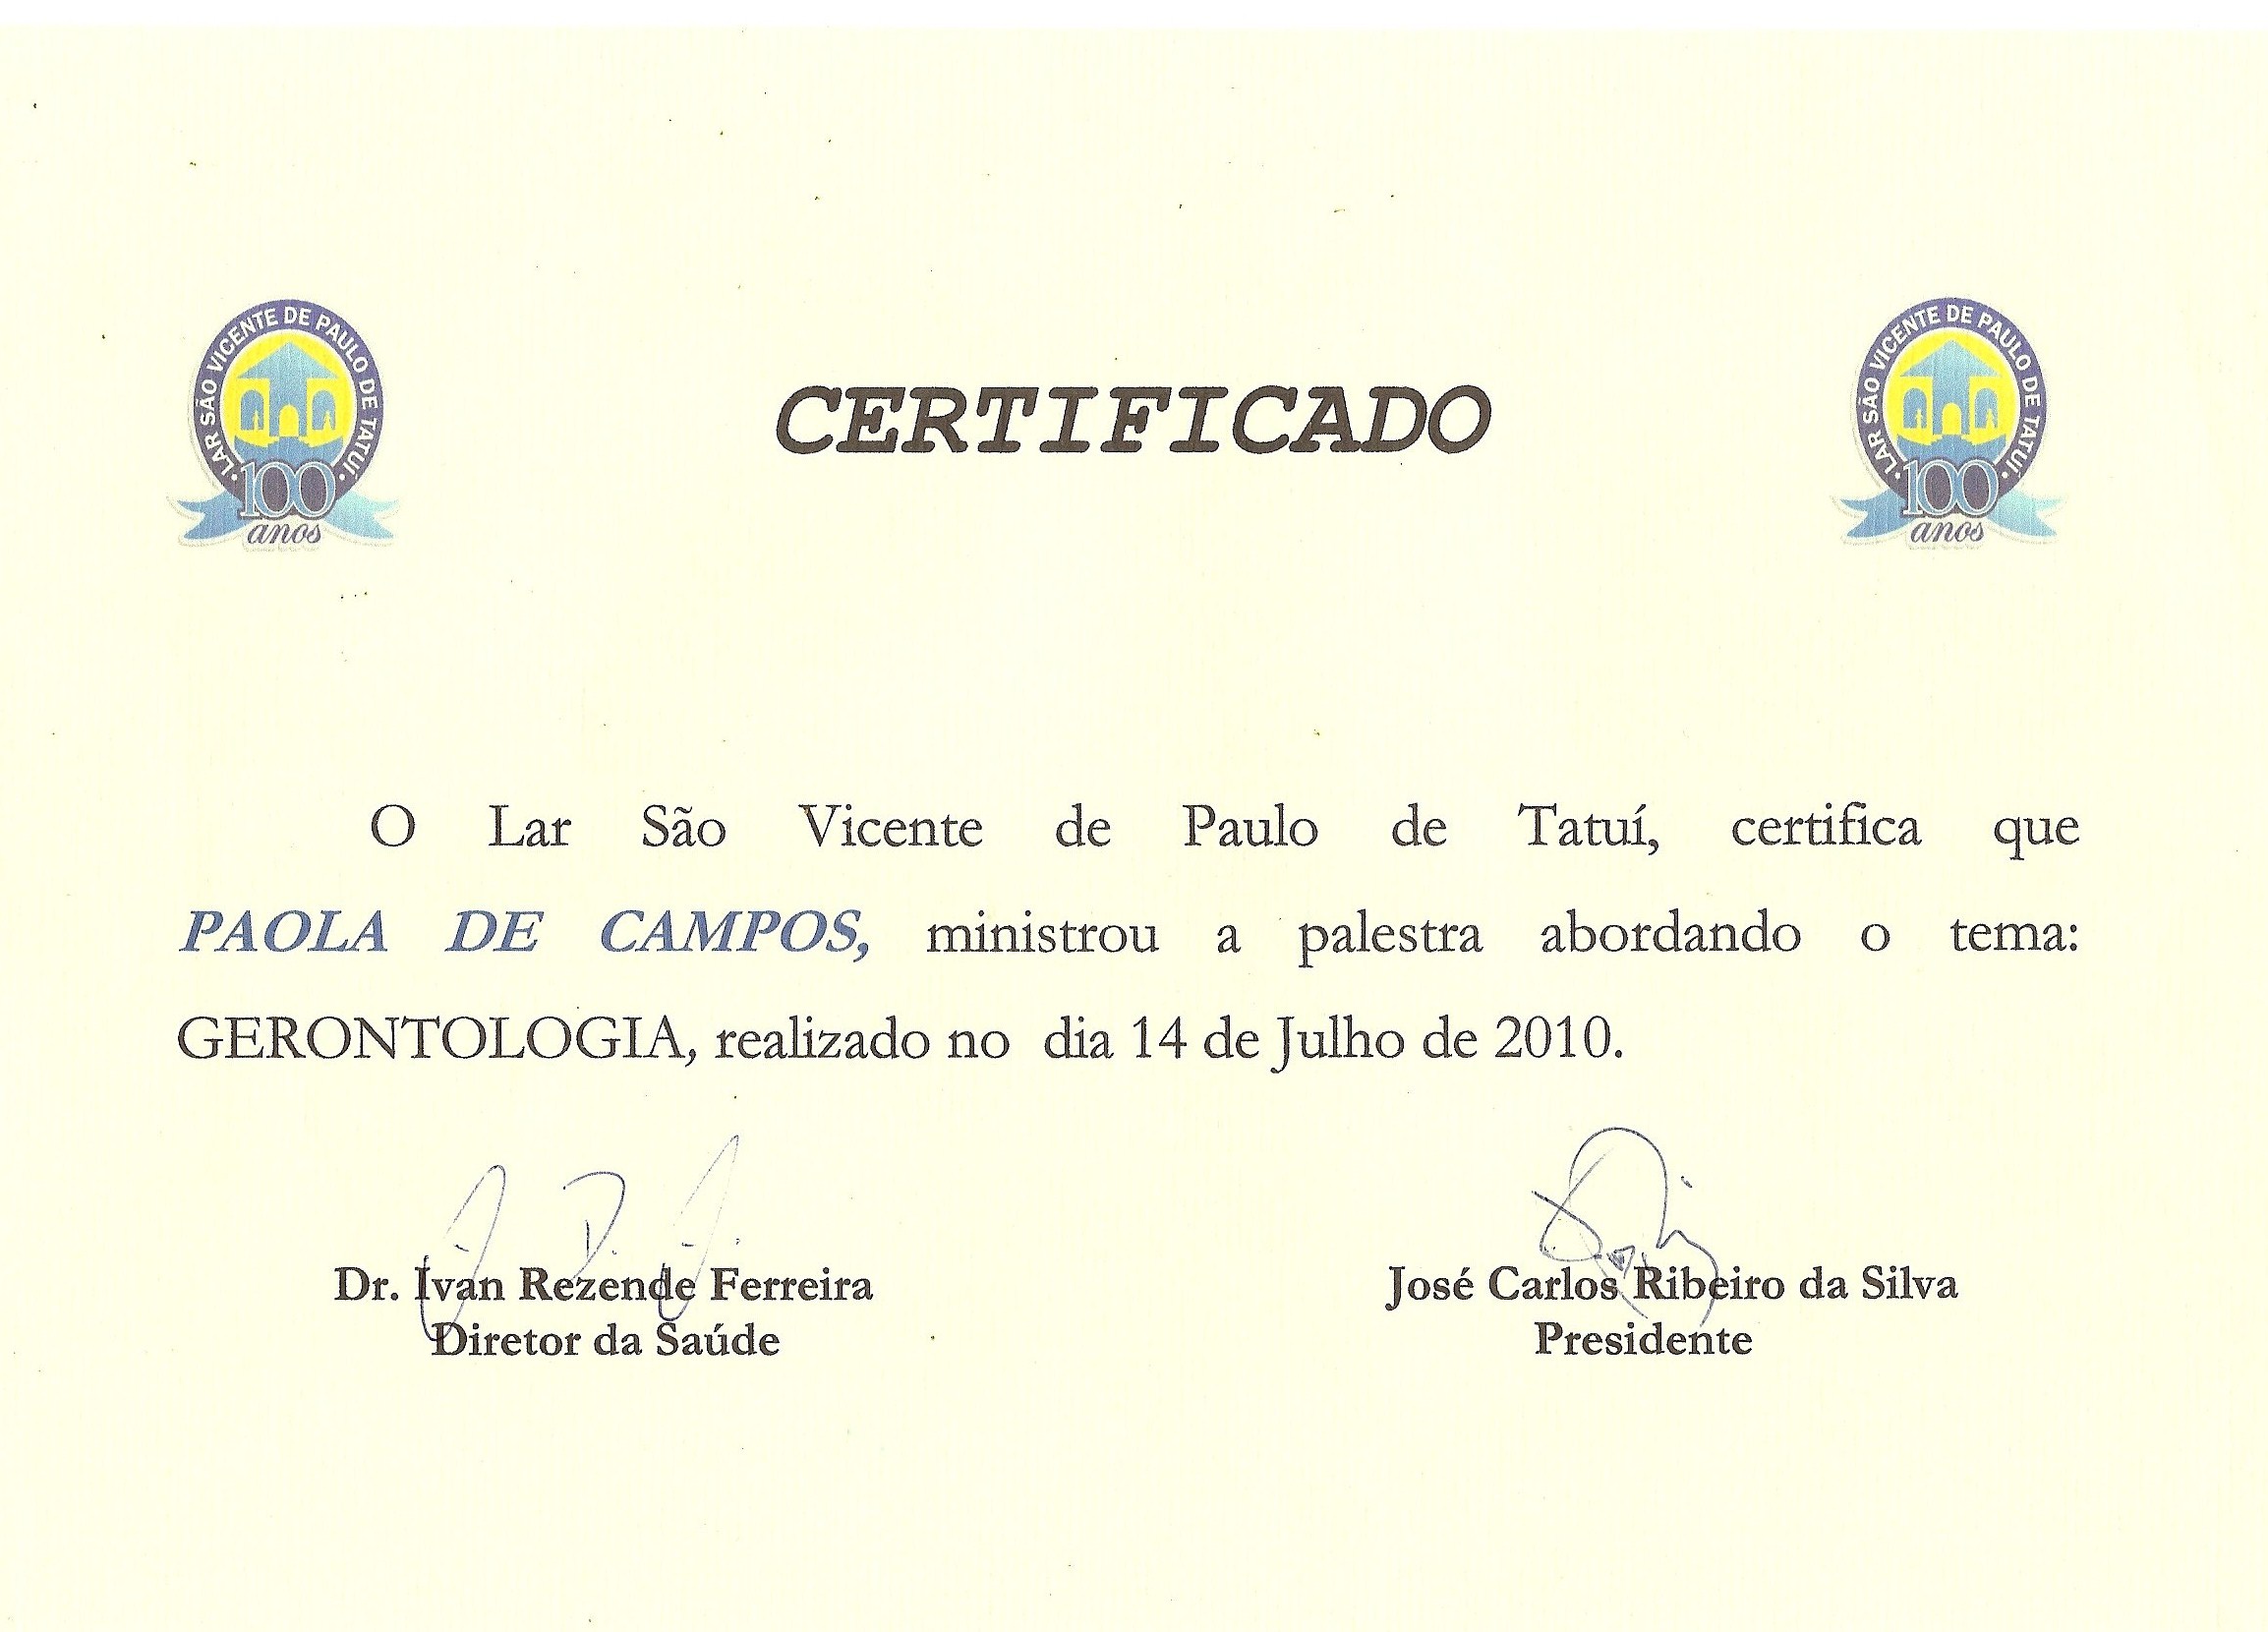 LAR SÃO VICENTE DE PAULO DE TATUÍ
100
anos
CERTIFICADO
LAR SÃO VICENTE DE PAULO DE TATUÍ
100
anos
O Lar São Vicente de Paulo de Tatuí, certifica que
PAOLA DE CAMPOS, ministrou a palestra abordando o tema:
GERONTOLOGIA, realizado no dia 14 de Julho de 2010.
Dr. Ivan Rezende Ferreira
Diretor da Saúde
José Carlos Ribeiro da Silva
Presidente